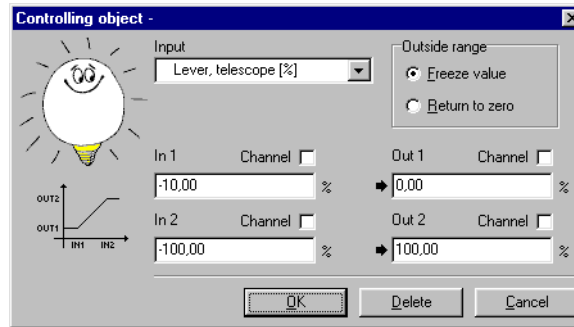 Controlling object -
Input
Lever, telescope [%]
Outside range
Freeze value
Return to zero
In 1 Channel
-10,00 %
Out 1 Channel
0,00 %
In 2 Channel
-100,00 %
Out 2 Channel
100,00 %
OUT2
OUT1
IN1 IN2
OK Delete Cancel